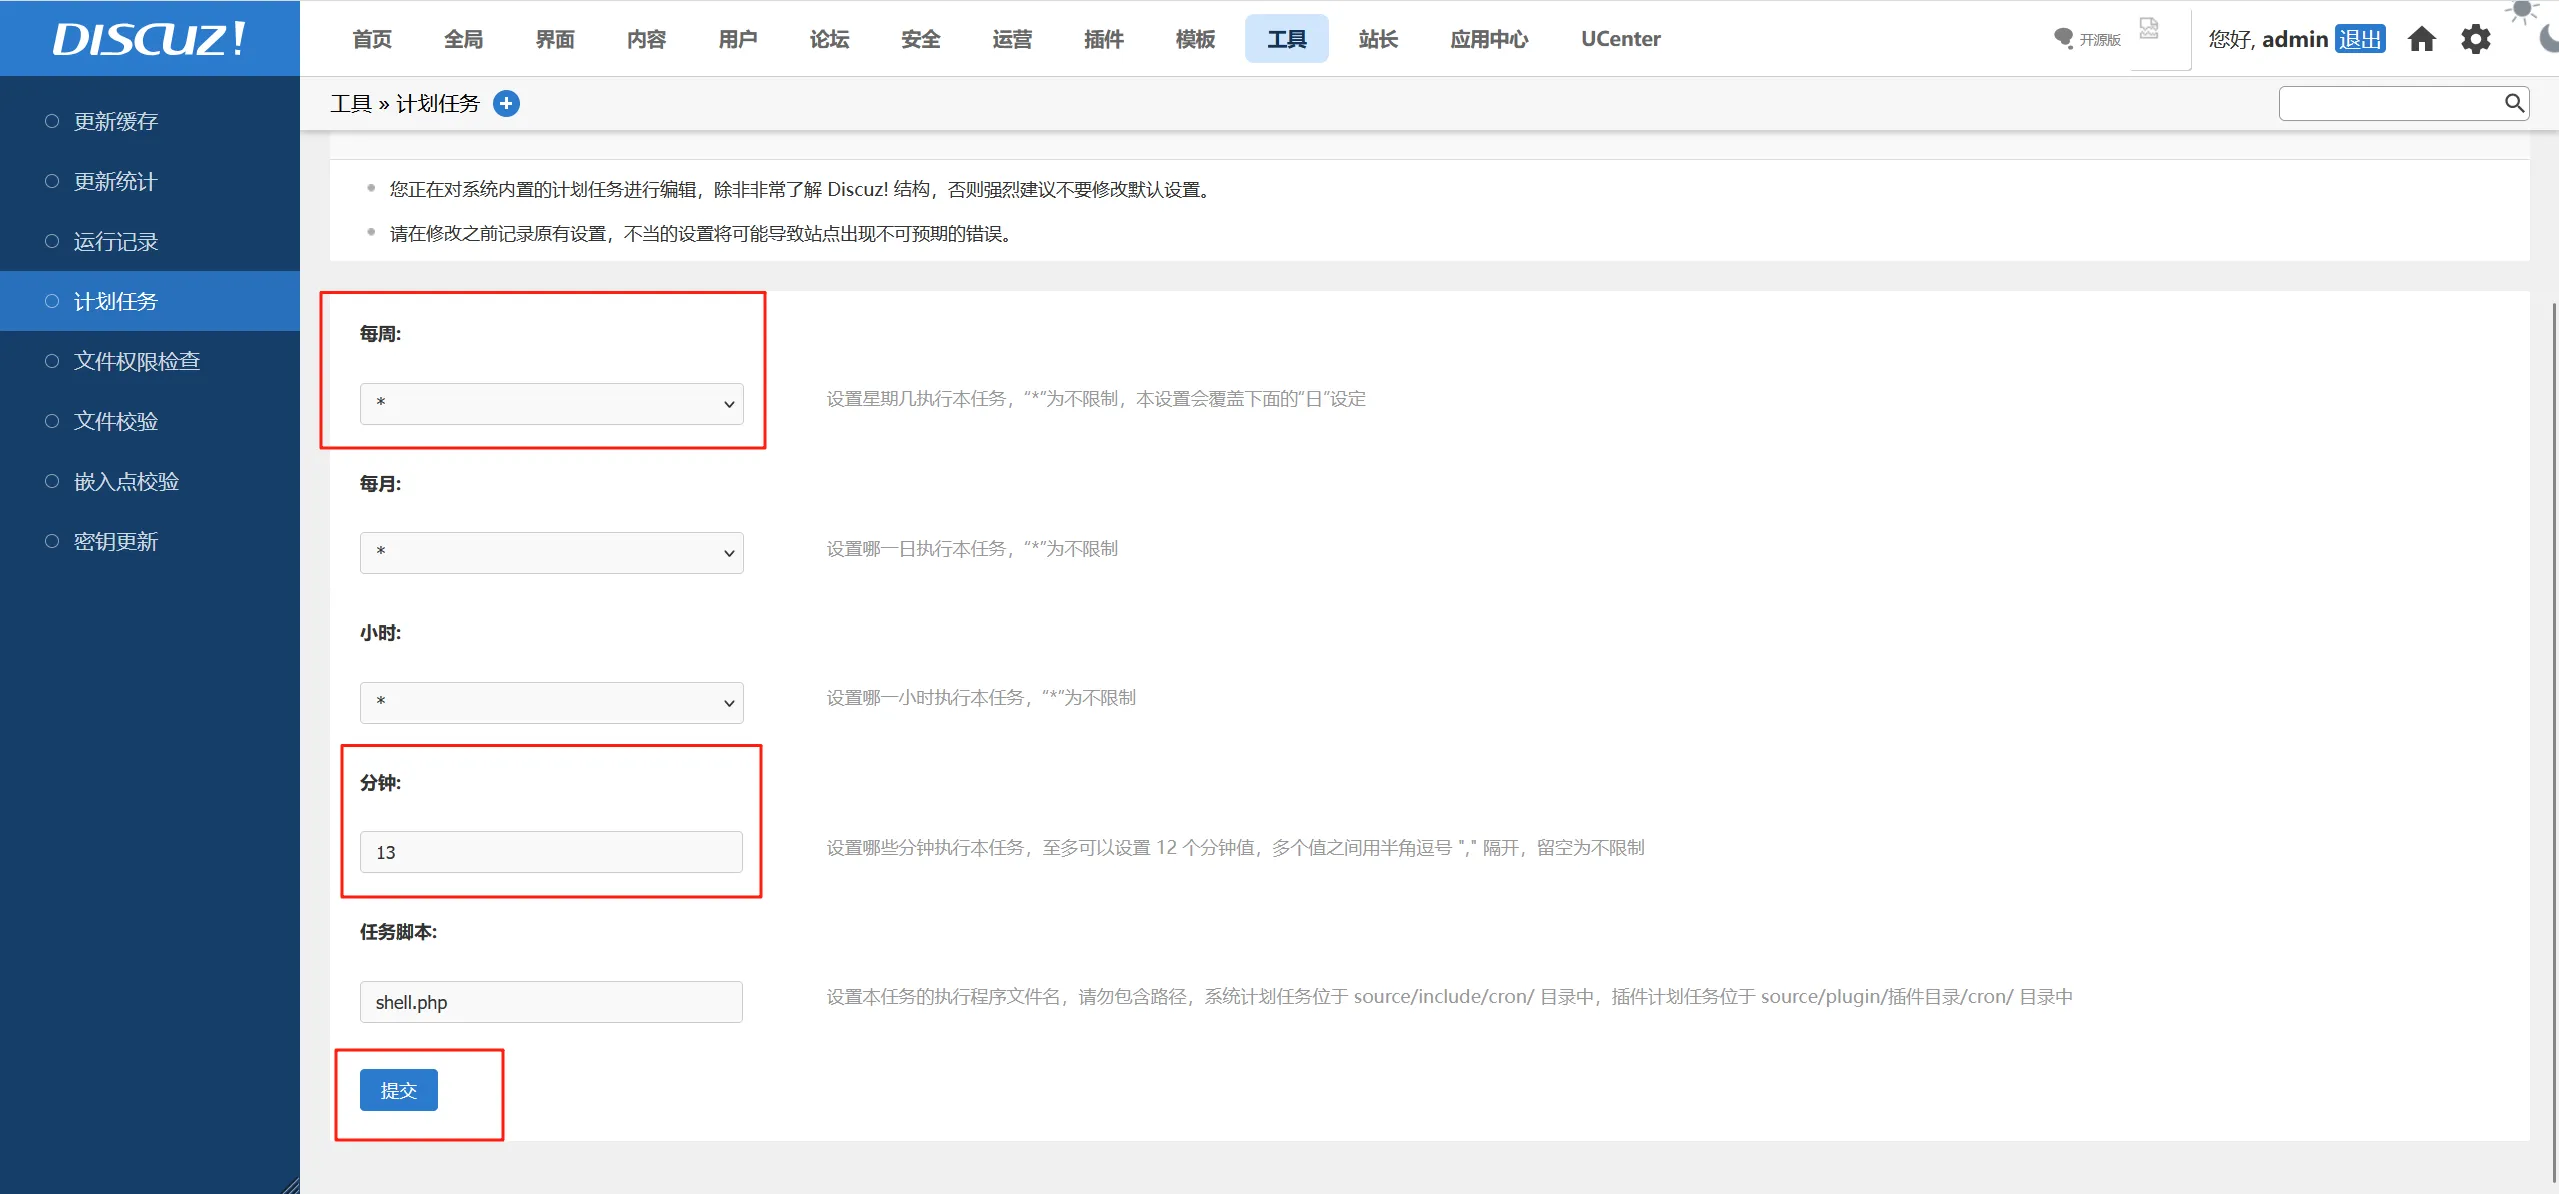 DISCUZ!
首页 全局 界面 内容 用户 论坛 安全 运营 插件 模板 工具 站长 应用中心 UCenter
开源版
您好, admin 退出
工具 » 计划任务
更新缓存
更新统计
运行记录
计划任务
文件权限检查
文件校验
嵌入点校验
密钥更新
您正在对系统内置的计划任务进行编辑，除非非常了解 Discuz! 结构，否则强烈建议不要修改默认设置。
请在修改之前记录原有设置，不当的设置将可能导致站点出现不可预期的错误。
每周:
*
设置星期几执行本任务，“*”为不限制，本设置会覆盖下面的“日”设定
每月:
*
设置哪一日执行本任务，“*”为不限制
小时:
*
设置哪一小时执行本任务，“*”为不限制
分钟:
13
设置哪些分钟执行本任务，至多可以设置 12 个分钟值，多个值之间用半角逗号 "," 隔开，留空为不限制
任务脚本:
shell.php
设置本任务的执行程序文件名，请勿包含路径，系统计划任务位于 source/include/cron/ 目录中，插件计划任务位于 source/plugin/插件目录/cron/ 目录中
提交